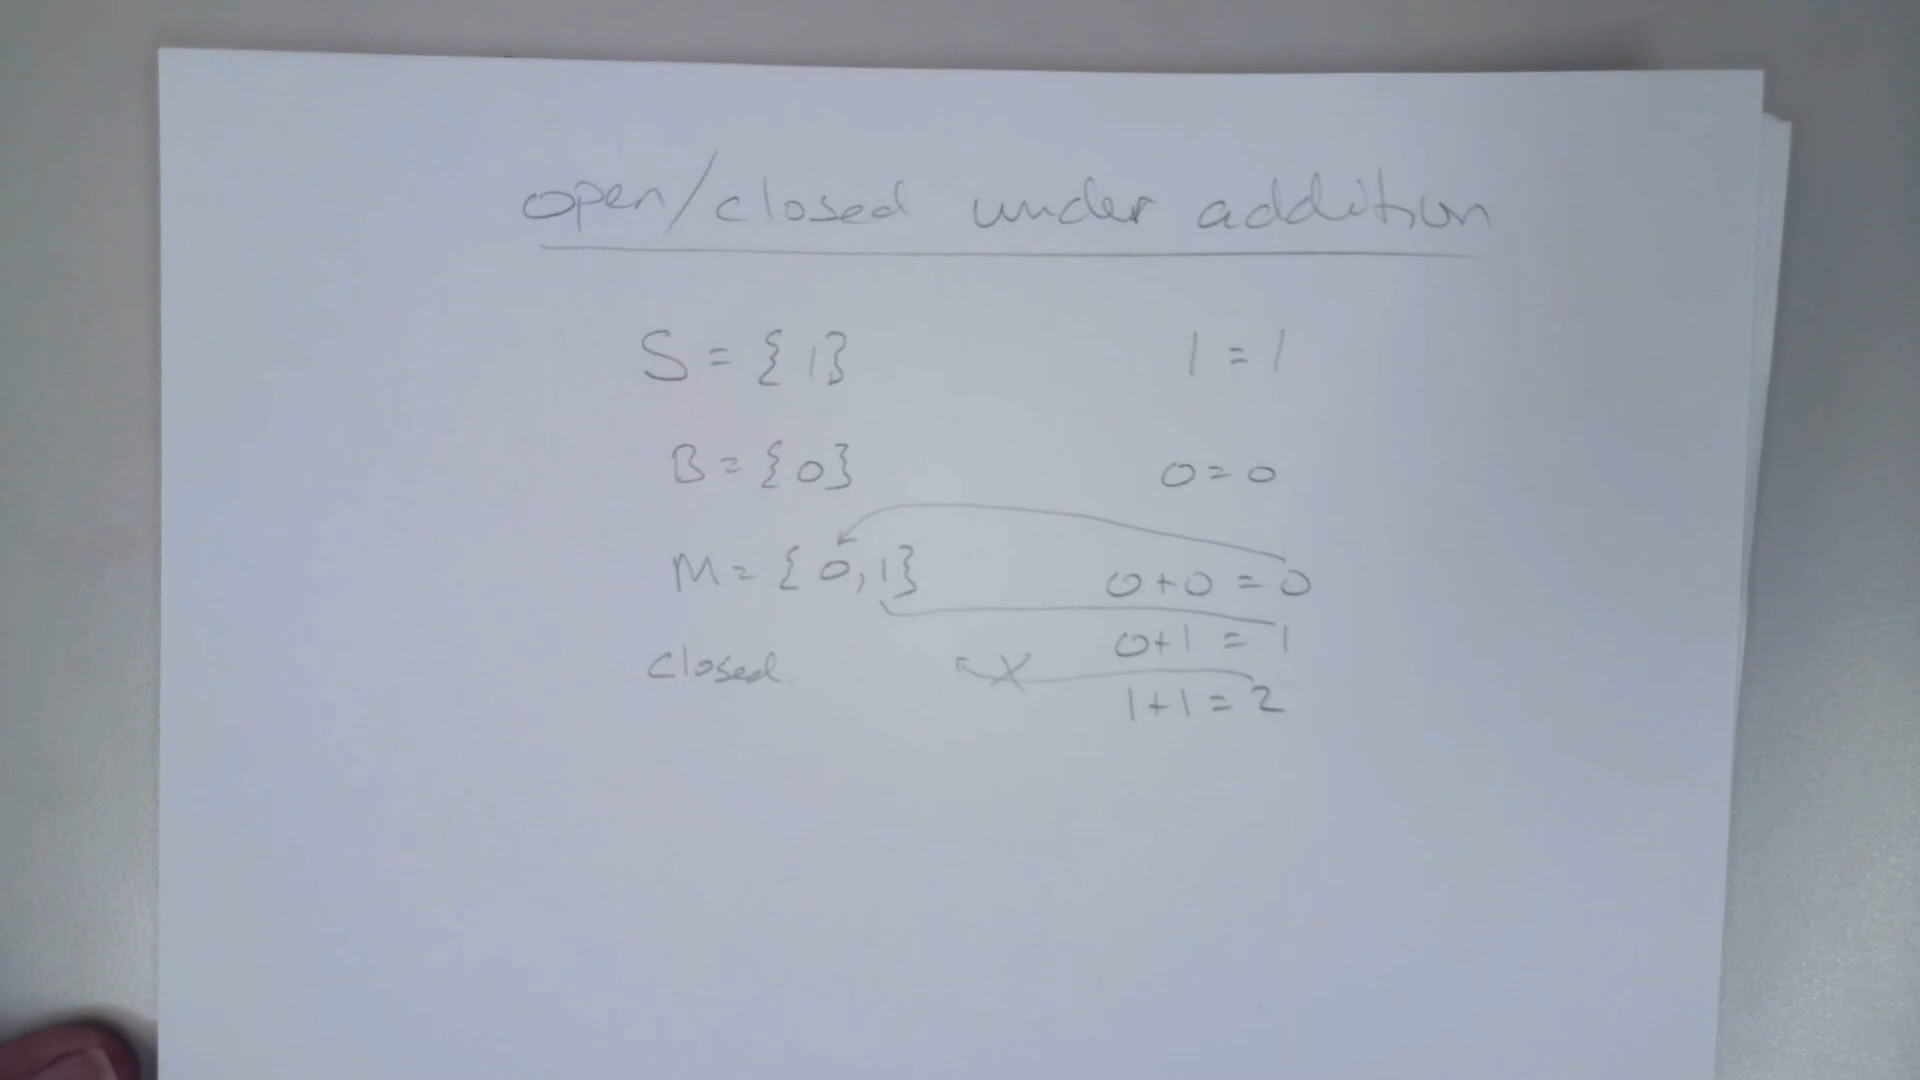 open/closed under addition
S = { 1} 1 = 1
B = { 0} 0 = 0
M = { 0, 1} 0 + 0 = 0
0 + 1 = 1
closed
1 + 1 = 2